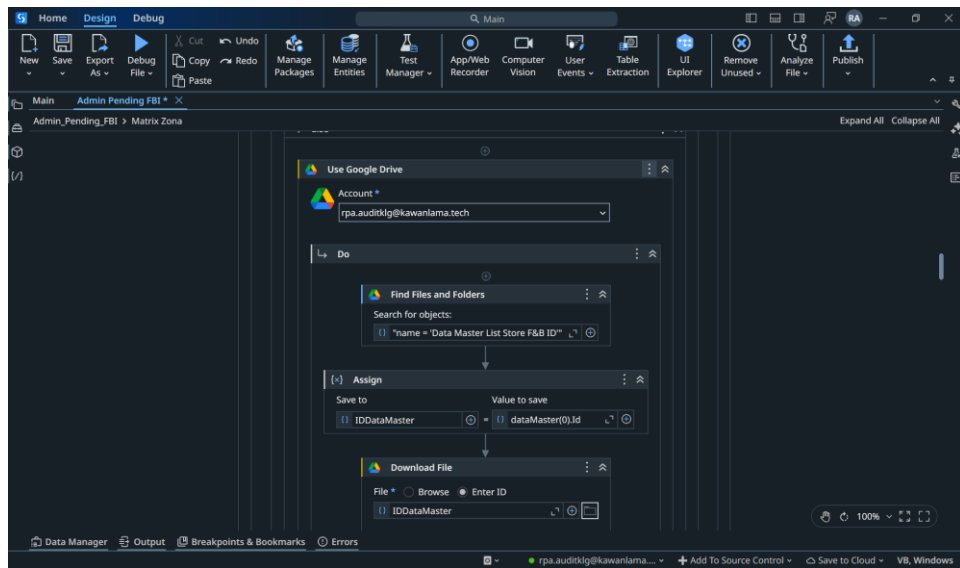 Home Design Debug Main RA
New Save Export As Debug File Cut Copy Paste Undo Redo Manage Packages Manage Entities Test Manager App/Web Recorder Computer Vision User Events Table Extraction UI Explorer Remove Unused Analyze File Publish
Main Admin Pending FBI *
Admin_Pending_FBI > Matrix Zona Expand All Collapse All
Use Google Drive
Account *
rpa.auditklg@kawanlama.tech
Do
Find Files and Folders
Search for objects:
"name = 'Data Master List Store F&B ID'"
{x} Assign
Save to Value to save
IDDataMaster = dataMaster(0).Id
Download File
File * Browse Enter ID
IDDataMaster
100%
Data Manager Output Breakpoints & Bookmarks Errors
rpa.auditklg@kawanlama.... Add To Source Control Save to Cloud VB, Windows